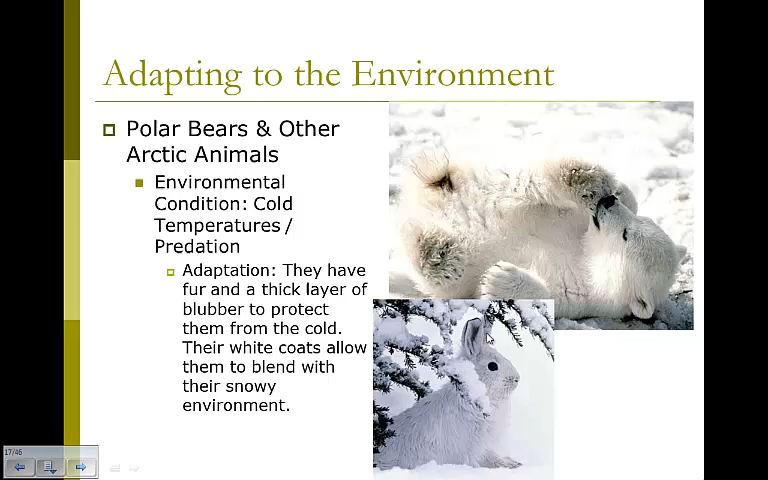 Adapting to the Environment
Polar Bears & Other
Arctic Animals
Environmental
Condition: Cold
Temperatures /
Predation
Adaptation: They have
fur and a thick layer of
blubber to protect
them from the cold.
Their white coats allow
them to blend with
their snowy
environment.
17/46